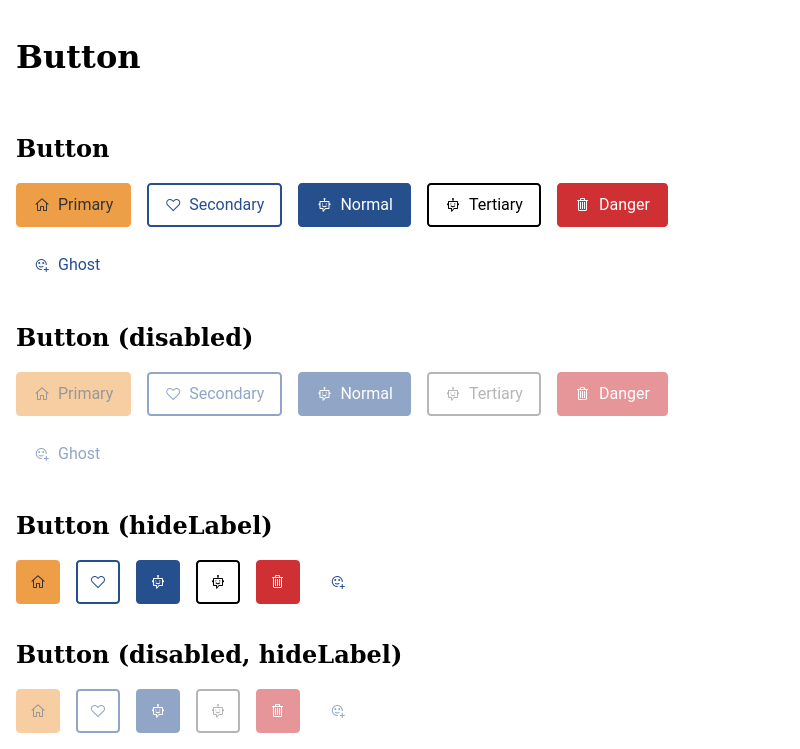 Button
Button
Primary Secondary Normal Tertiary Danger
Ghost
Button (disabled)
Primary Secondary Normal Tertiary Danger
Ghost
Button (hideLabel)
Button (disabled, hideLabel)